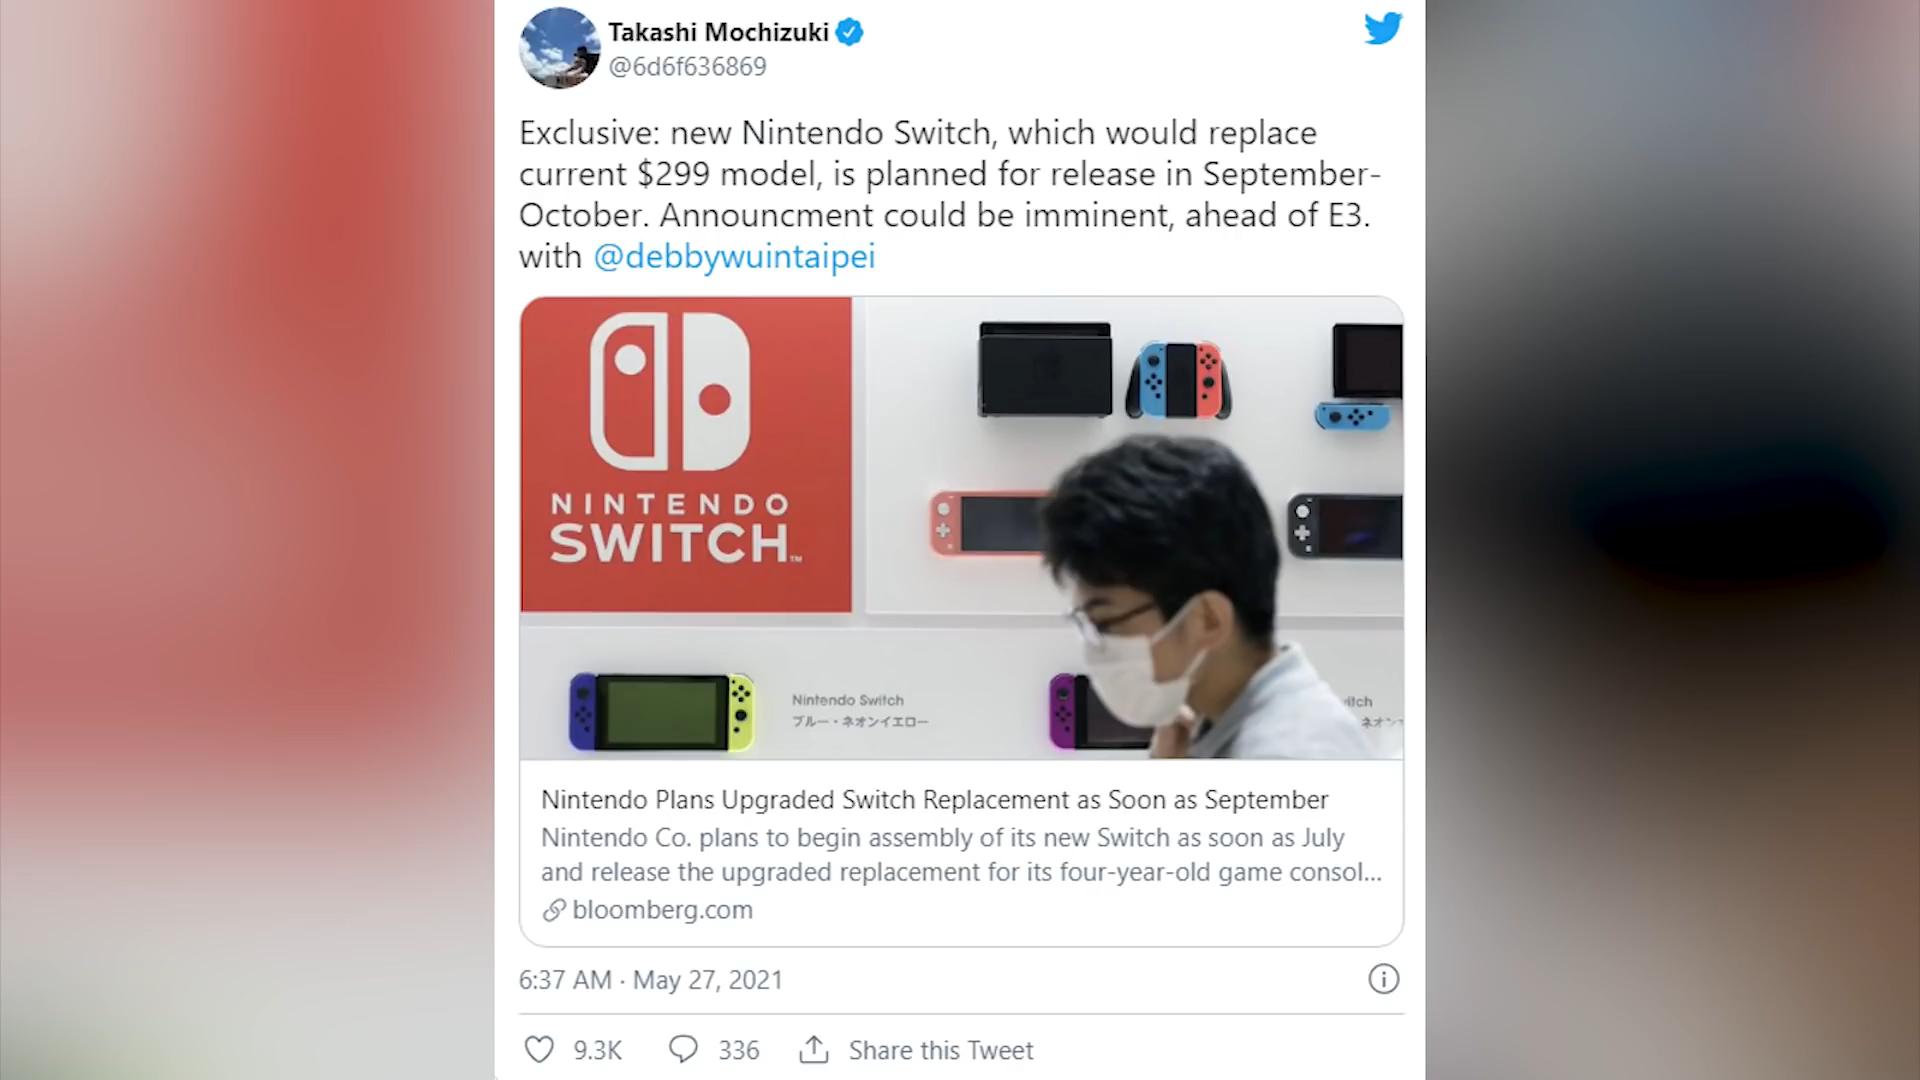 Takashi Mochizuki
@6d6f636869
Exclusive: new Nintendo Switch, which would replace
current $299 model, is planned for release in September-
October. Announcment could be imminent, ahead of E3.
with @debbywuintaipei
NINTENDO
SWITCH
TM
Nintendo Switch
ブルー・ネオンイエロー
Nintendo Plans Upgraded Switch Replacement as Soon as September
Nintendo Co. plans to begin assembly of its new Switch as soon as July
and release the upgraded replacement for its four-year-old game consol...
bloomberg.com
6:37 AM · May 27, 2021
9.3K
336
Share this Tweet